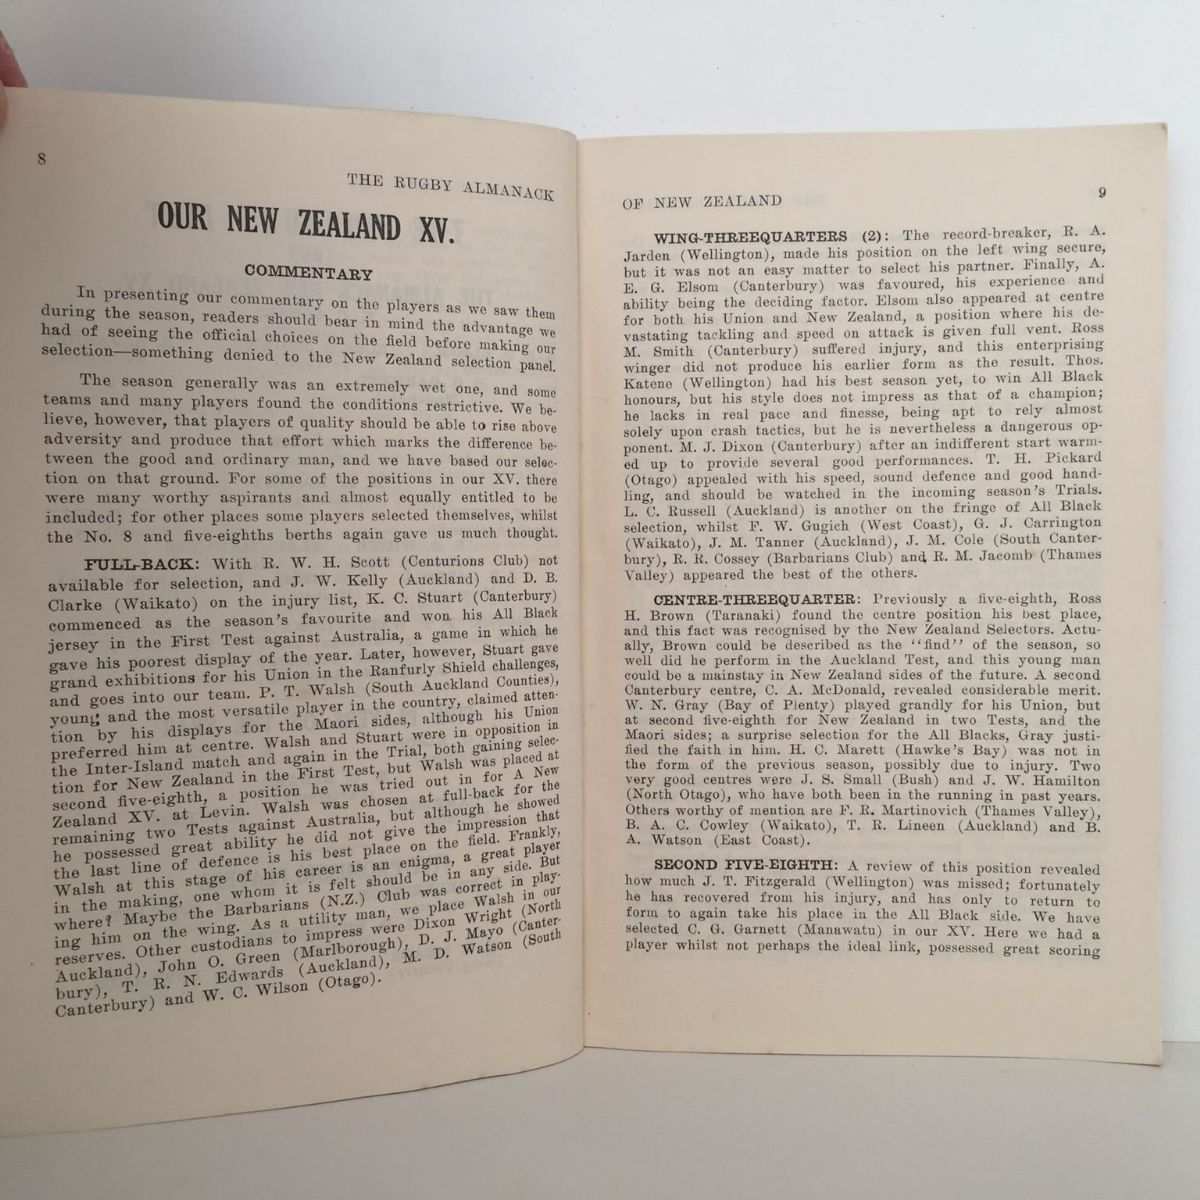 8
THE RUGBY ALMANACK
OUR NEW ZEALAND XV.
COMMENTARY
In presenting our commentary on the players as we saw them
during the season, readers should bear in mind the advantage we
had of seeing the official choices on the field before making our
selection—something denied to the New Zealand selection panel.
The season generally was an extremely wet one, and some
teams and many players found the conditions restrictive. We be-
lieve, however, that players of quality should be able to rise above
adversity and produce that effort which marks the difference be-
tween the good and ordinary man, and we have based our selec-
tion on that ground. For some of the positions in our XV. there
were many worthy aspirants and almost equally entitled to be
included; for other places some players selected themselves, whilst
the No. 8 and five-eighths berths again gave us much thought.
FULL-BACK: With R. W. H. Scott (Centurions Club) not
available for selection, and J. W. Kelly (Auckland) and D. B.
Clarke (Waikato) on the injury list, K. C. Stuart (Canterbury)
commenced as the season's favourite and won his All Black
jersey in the First Test against Australia, a game in which he
gave his poorest display of the year. Later, however, Stuart gave
grand exhibitions for his Union in the Ranfurly Shield challenges,
and goes into our team. P. T. Walsh (South Auckland Counties),
young and the most versatile player in the country, claimed atten-
tion by his displays for the Maori sides, although his Union
preferred him at centre. Walsh and Stuart were in opposition in
the Inter-Island match and again in the Trial, both gaining selec-
tion for New Zealand in the First Test, but Walsh was placed at
second five-eighth, a position he was tried out in for A New
Zealand XV. at Levin. Walsh was chosen at full-back for the
remaining two Tests against Australia, but although he showed
he possessed great ability he did not give the impression that
the last line of defence is his best place on the field. Frankly,
Walsh at this stage of his career is an enigma, a great player
in the making, one whom it is felt should be in any side. But
where? Maybe the Barbarians (N.Z.) Club was correct in play-
ing him on the wing. As a utility man, we place Walsh in our
reserves. Other custodians to impress were Dixon Wright (North
Auckland), John O. Green (Marlborough), D. J. Mayo (Canter-
bury), T. R. N. Edwards (Auckland), M. D. Watson (South
Canterbury) and W. C. Wilson (Otago).
OF NEW ZEALAND
9
WING-THREEQUARTERS (2): The record-breaker, R. A.
Jarden (Wellington), made his position on the left wing secure,
but it was not an easy matter to select his partner. Finally, A.
E. G. Elsom (Canterbury) was favoured, his experience and
ability being the deciding factor. Elsom also appeared at centre
for both his Union and New Zealand, a position where his de-
vastating tackling and speed on attack is given full vent. Ross
M. Smith (Canterbury) suffered injury, and this enterprising
winger did not produce his earlier form as the result. Thos.
Katene (Wellington) had his best season yet, to win All Black
honours, but his style does not impress as that of a champion;
he lacks in real pace and finesse, being apt to rely almost
solely upon crash tactics, but he is nevertheless a dangerous op-
ponent. M. J. Dixon (Canterbury) after an indifferent start warm-
ed up to provide several good performances. T. H. Pickard
(Otago) appealed with his speed, sound defence and good hand-
ling, and should be watched in the incoming season's Trials.
L. C. Russell (Auckland) is another on the fringe of All Black
selection, whilst F. W. Gugich (West Coast), G. J. Carrington
(Waikato), J. M. Tanner (Auckland), J. M. Cole (South Canter-
bury), R. R. Cossey (Barbarians Club) and R. M. Jacomb (Thames
Valley) appeared the best of the others.
CENTRE-THREEQUARTER: Previously a five-eighth, Ross
H. Brown (Taranaki) found the centre position his best place,
and this fact was recognised by the New Zealand Selectors. Actu-
ally, Brown could be described as the "find" of the season, so
well did he perform in the Auckland Test, and this young man
could be a mainstay in New Zealand sides of the future. A second
Canterbury centre, C. A. McDonald, revealed considerable merit.
W. N. Gray (Bay of Plenty) played grandly for his Union, but
at second five-eighth for New Zealand in two Tests, and the
Maori sides; a surprise selection for the All Blacks, Gray justi-
fied the faith in him. H. C. Marett (Hawke's Bay) was not in
the form of the previous season, possibly due to injury. Two
very good centres were J. S. Small (Bush) and J. W. Hamilton
(North Otago), who have both been in the running in past years.
Others worthy of mention are F. R. Martinovich (Thames Valley),
B. A. C. Cowley (Waikato), T. R. Lineen (Auckland) and B.
A. Watson (East Coast).
SECOND FIVE-EIGHTH: A review of this position revealed
how much J. T. Fitzgerald (Wellington) was missed; fortunately
he has recovered from his injury, and has only to return to
form to again take his place in the All Black side. We have
selected C. G. Garnett (Manawatu) in our XV. Here we had a
player whilst not perhaps the ideal link, possessed great scoring